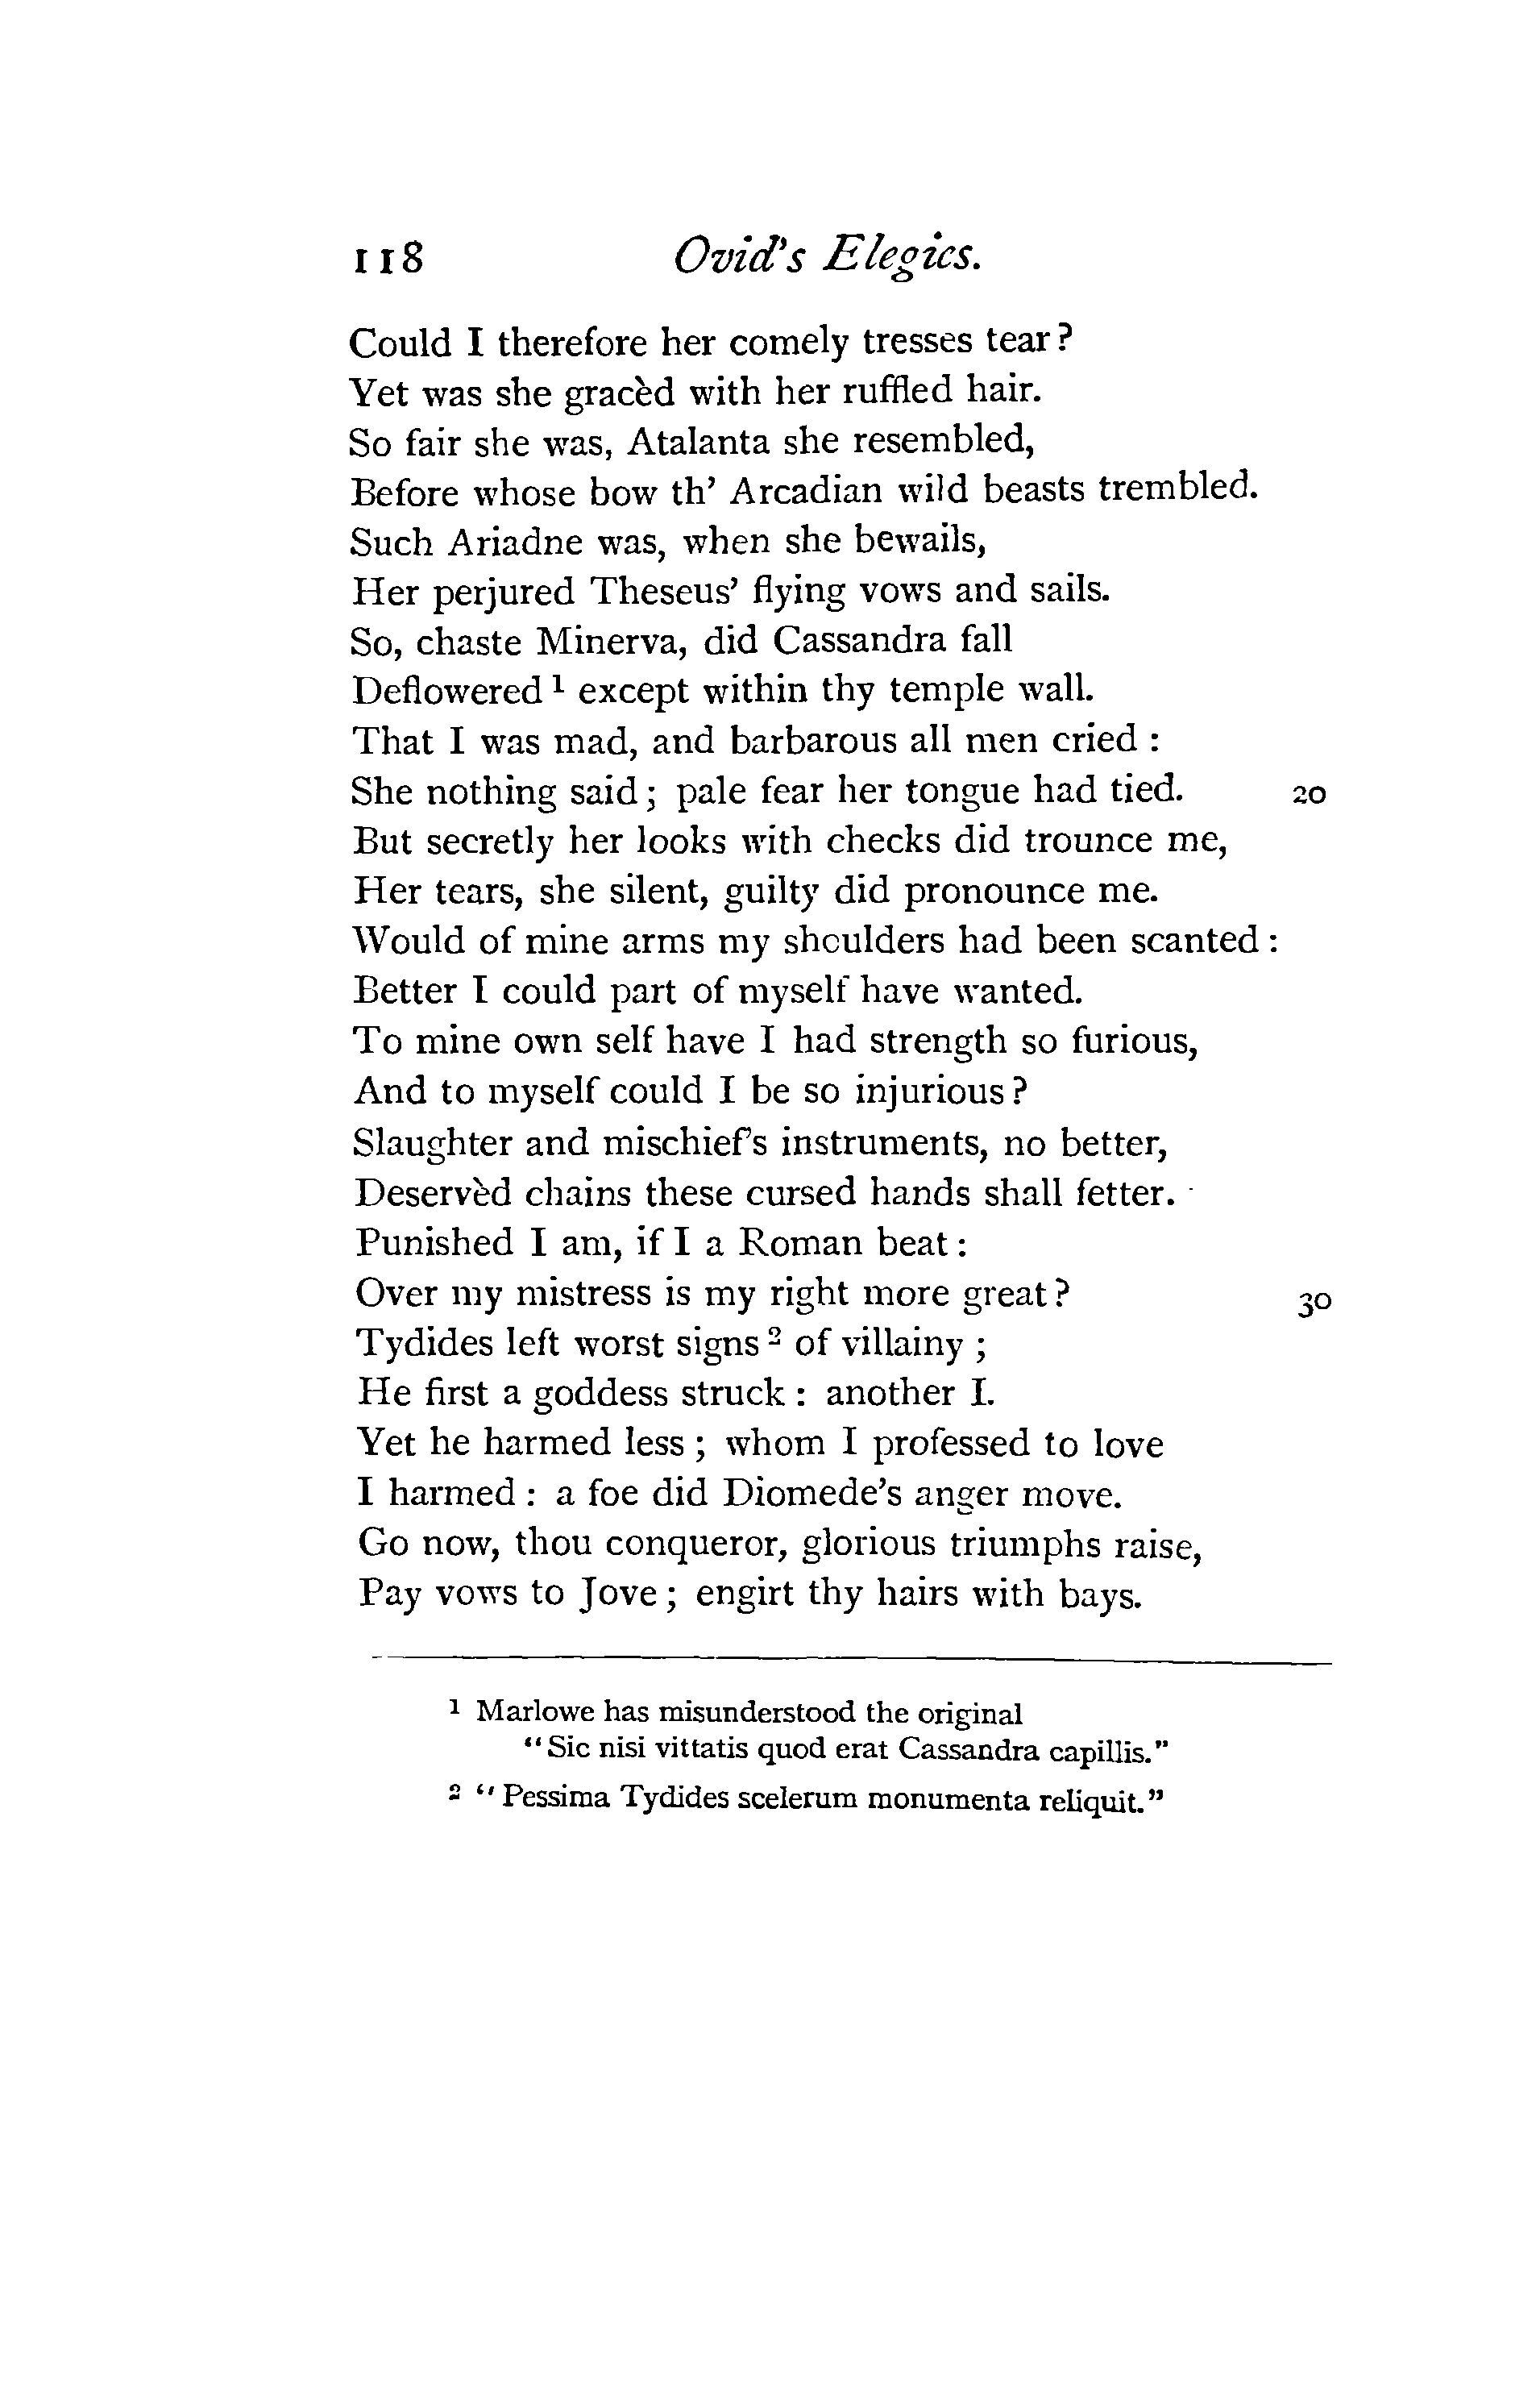 118 Ovid's Elegies.
Could I therefore her comely tresses tear?
Yet was she gracèd with her ruffled hair.
So fair she was, Atalanta she resembled,
Before whose bow th' Arcadian wild beasts trembled.
Such Ariadne was, when she bewails,
Her perjured Theseus' flying vows and sails.
So, chaste Minerva, did Cassandra fall
Deflowered ¹ except within thy temple wall.
That I was mad, and barbarous all men cried :
She nothing said ; pale fear her tongue had tied. 20
But secretly her looks with checks did trounce me,
Her tears, she silent, guilty did pronounce me.
Would of mine arms my shoulders had been scanted :
Better I could part of myself have wanted.
To mine own self have I had strength so furious,
And to myself could I be so injurious ?
Slaughter and mischief's instruments, no better,
Deservèd chains these cursed hands shall fetter.
Punished I am, if I a Roman beat :
Over my mistress is my right more great ? 30
Tydides left worst signs ² of villainy ;
He first a goddess struck : another I.
Yet he harmed less ; whom I professed to love
I harmed : a foe did Diomede's anger move.
Go now, thou conqueror, glorious triumphs raise,
Pay vows to Jove ; engirt thy hairs with bays.
¹ Marlowe has misunderstood the original
"Sic nisi vittatis quod erat Cassandra capillis."
² "Pessima Tydides scelerum monumenta reliquit."